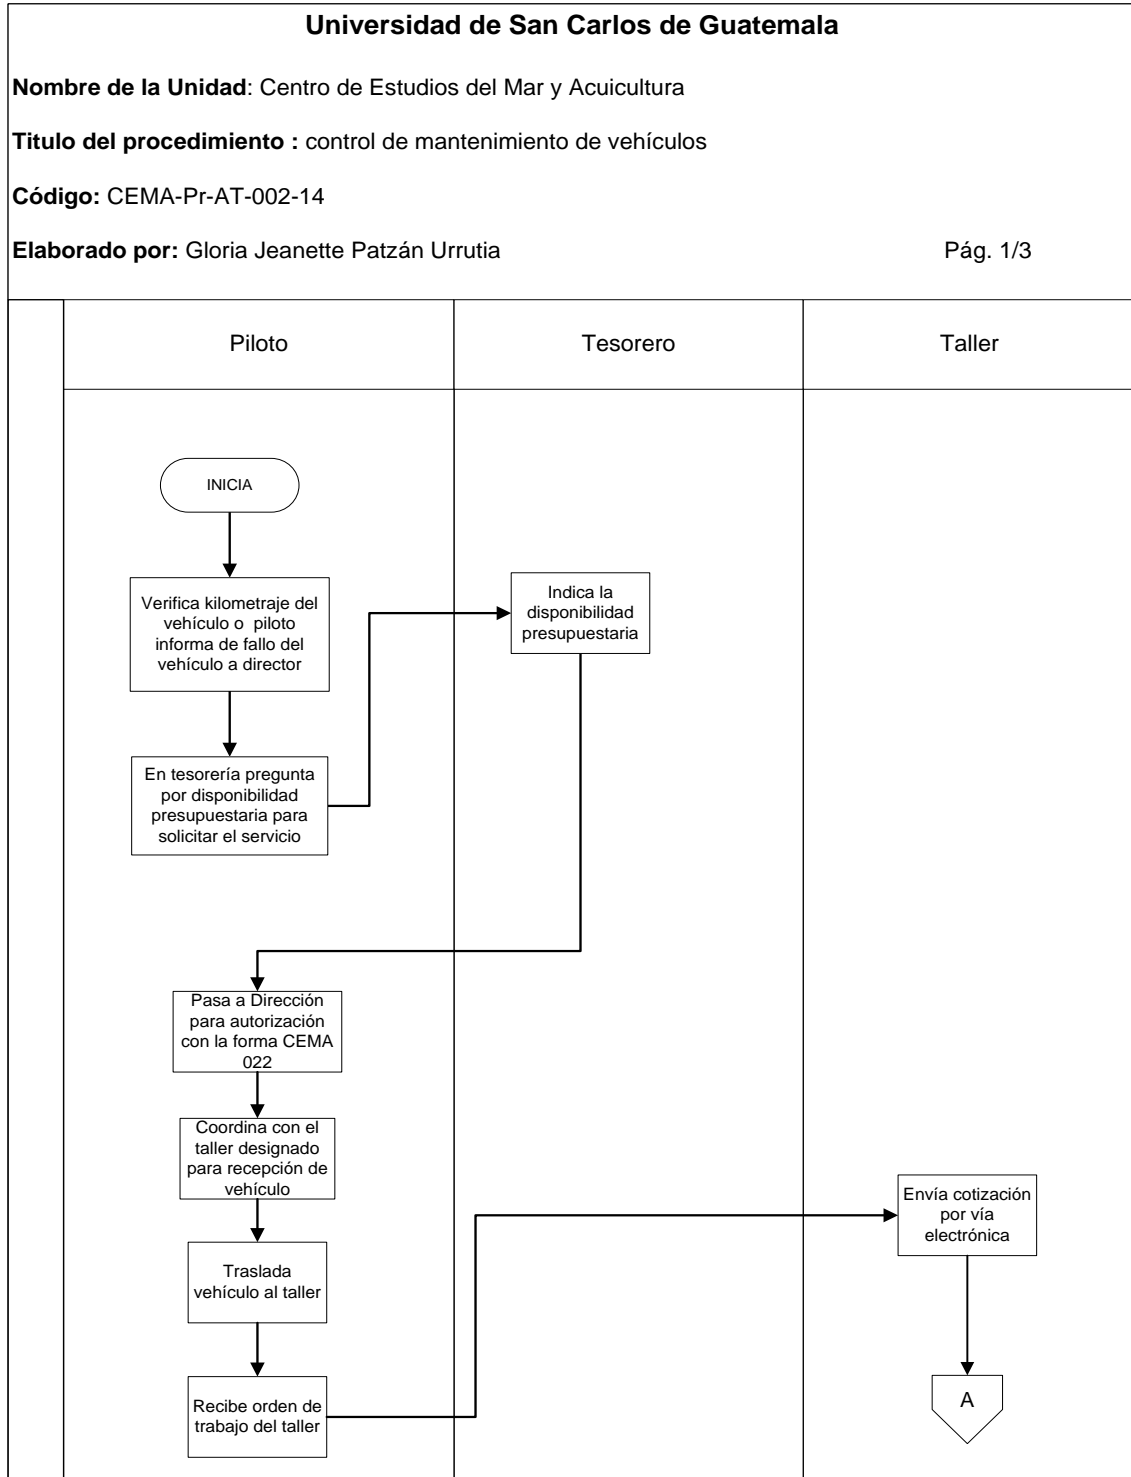 Universidad de San Carlos de Guatemala
Nombre de la Unidad: Centro de Estudios del Mar y Acuicultura
Titulo del procedimiento : control de mantenimiento de vehículos
Código: CEMA-Pr-AT-002-14
Elaborado por: Gloria Jeanette Patzán Urrutia Pág. 1/3
Piloto Tesorero Taller
INICIA
Verifica kilometraje del
vehículo o piloto
informa de fallo del
vehículo a director
Indica la
disponibilidad
presupuestaria
En tesorería pregunta
por disponibilidad
presupuestaria para
solicitar el servicio
Pasa a Dirección
para autorización
con la forma CEMA
022
Coordina con el
taller designado
para recepción de
vehículo
Traslada
vehículo al taller
Recibe orden de
trabajo del taller
Envía cotización
por vía
electrónica
A